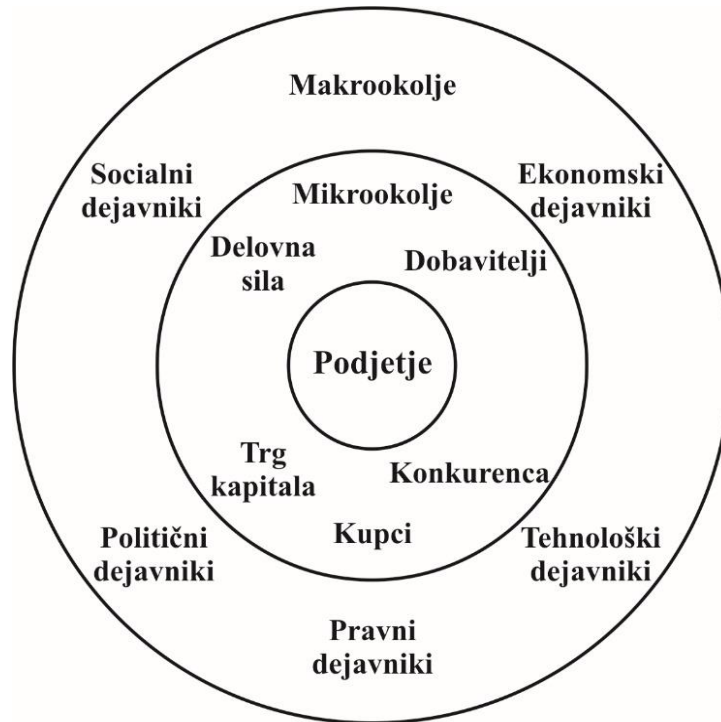 Makrookolje
Socialni
dejavniki
Ekonomski
dejavniki
Mikrookolje
Delovna
sila
Dobavitelji
Podjetje
Trg
kapitala
Konkurenca
Kupci
Politični
dejavniki
Tehnološki
dejavniki
Pravni
dejavniki